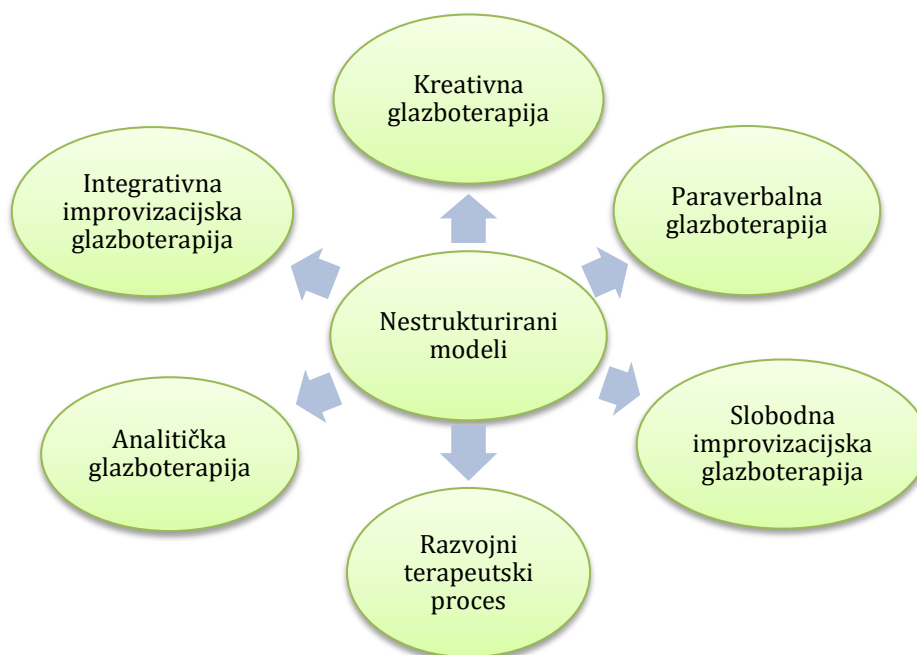 Kreativna
glazboterapija
Integrativna
improvizacijska
glazboterapija
Paraverbalna
glazboterapija
Nestrukturirani
modeli
Analitička
glazboterapija
Slobodna
improvizacijska
glazboterapija
Razvojni
terapeutski
proces